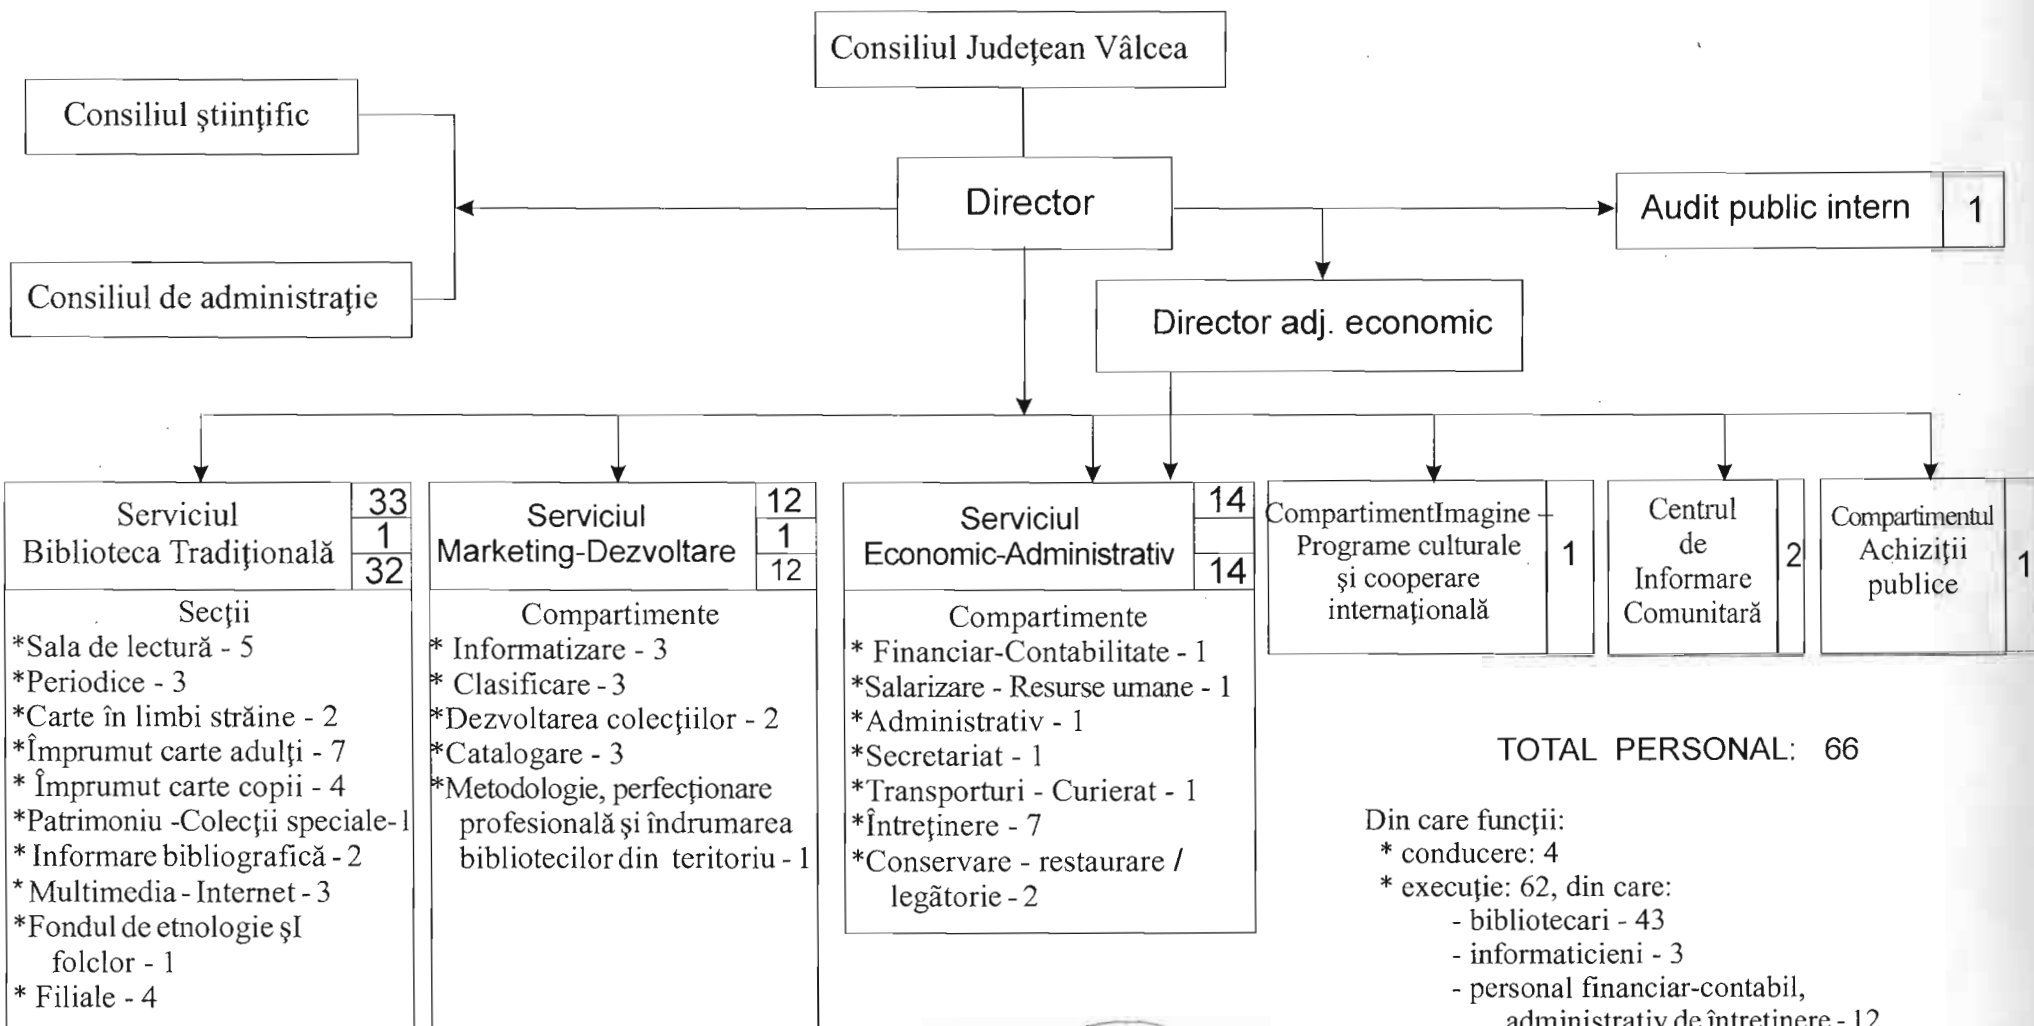 Consiliul Judeţean Vâlcea
Consiliul ştiinţific
Director
Audit public intern 1
Consiliul de administraţie
Director adj. economic
Serviciul
Biblioteca Tradiţională
33
1
32
Secţii
*Sala de lectură - 5
*Periodice - 3
*Carte în limbi străine - 2
*Împrumut carte adulţi - 7
* Împrumut carte copii - 4
*Patrimoniu -Colecţii speciale-1
* Informare bibliografică - 2
* Multimedia - Internet - 3
*Fondul de etnologie şI
folclor - 1
* Filiale - 4
Serviciul
Marketing-Dezvoltare
12
1
12
Compartimente
* Informatizare - 3
* Clasificare - 3
*Dezvoltarea colecţiilor - 2
*Catalogare - 3
*Metodologie, perfecţionare
profesională şi îndrumarea
bibliotecilor din teritoriu - 1
Serviciul
Economic-Administrativ
14
14
Compartimente
* Financiar-Contabilitate - 1
*Salarizare - Resurse umane - 1
*Administrativ - 1
*Secretariat - 1
*Transporturi - Curierat - 1
*Întreţinere - 7
*Conservare - restaurare /
legãtorie - 2
CompartimentImagine –
Programe culturale
şi cooperare
internaţională
1
Centrul
de
Informare
Comunitară
2
Compartimentul
Achiziţii
publice
1
TOTAL PERSONAL: 66
Din care funcţii:
* conducere: 4
* execuţie: 62, din care:
- bibliotecari - 43
- informaticieni - 3
- personal financiar-contabil,
administrativ de întreţinere - 12